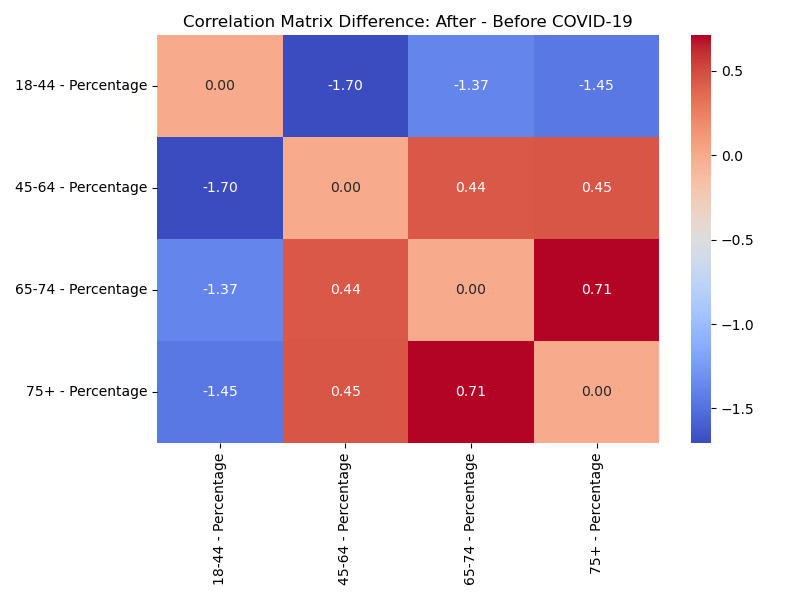 Correlation Matrix Difference: After - Before COVID-19
18-44 - Percentage
0.00
-1.70
-1.37
-1.45
45-64 - Percentage
-1.70
0.00
0.44
0.45
65-74 - Percentage
-1.37
0.44
0.00
0.71
75+ - Percentage
-1.45
0.45
0.71
0.00
18-44 - Percentage
45-64 - Percentage
65-74 - Percentage
75+ - Percentage
0.5
0.0
−0.5
−1.0
−1.5